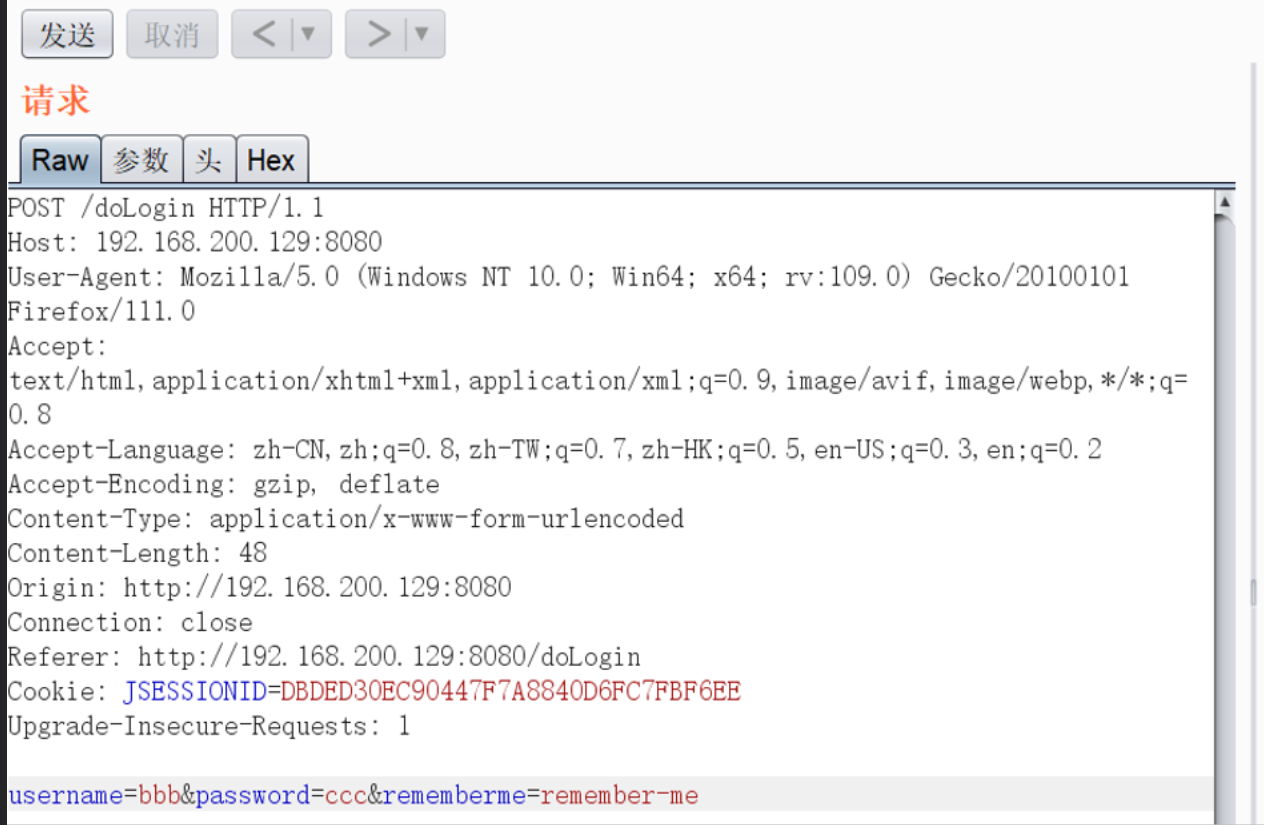 发送 取消 < ▼ > ▼
请求
Raw 参数 头 Hex
POST /doLogin HTTP/1.1
Host: 192.168.200.129:8080
User-Agent: Mozilla/5.0 (Windows NT 10.0; Win64; x64; rv:109.0) Gecko/20100101
Firefox/111.0
Accept:
text/html,application/xhtml+xml,application/xml;q=0.9,image/avif,image/webp,*/*;q=
0.8
Accept-Language: zh-CN,zh;q=0.8,zh-TW;q=0.7,zh-HK;q=0.5,en-US;q=0.3,en;q=0.2
Accept-Encoding: gzip, deflate
Content-Type: application/x-www-form-urlencoded
Content-Length: 48
Origin: http://192.168.200.129:8080
Connection: close
Referer: http://192.168.200.129:8080/doLogin
Cookie: JSESSIONID=DBDED30EC90447F7A8840D6FC7FBF6EE
Upgrade-Insecure-Requests: 1
username=bbb&password=ccc&rememberme=remember-me